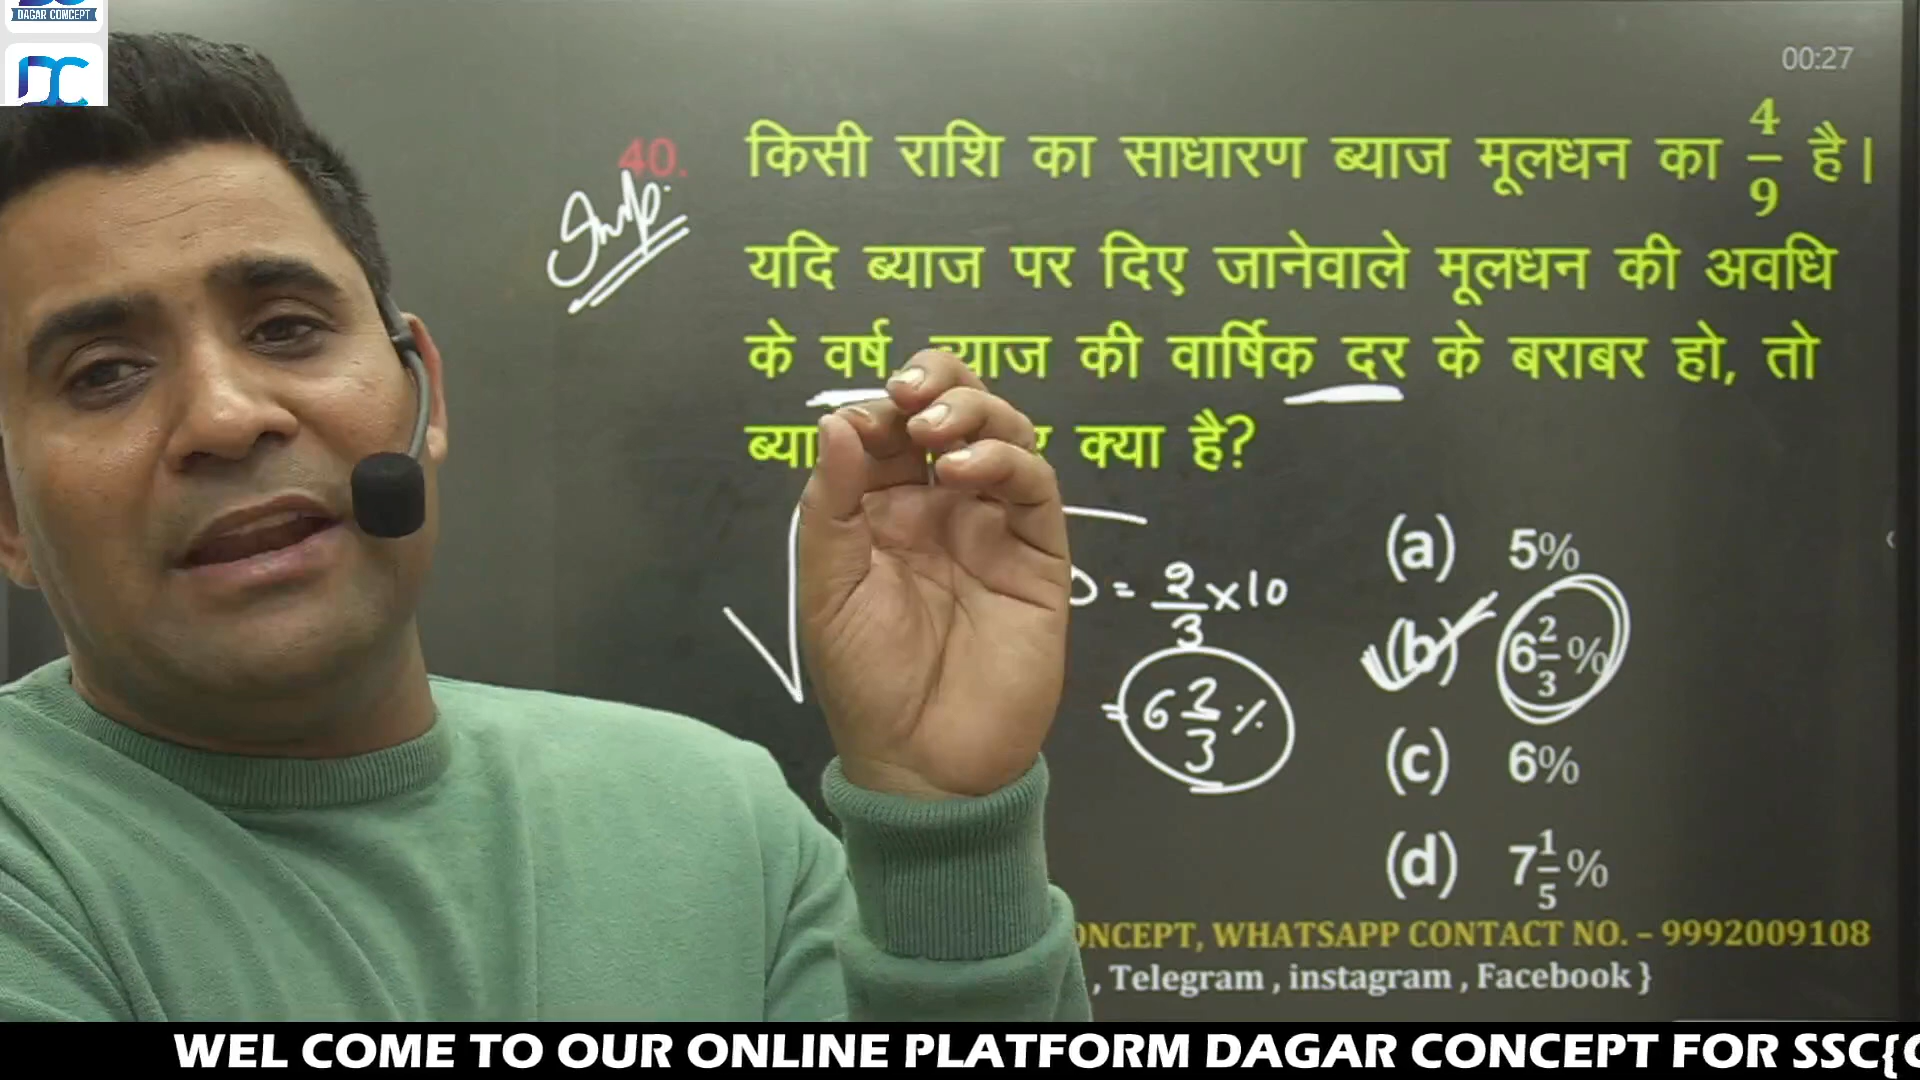 DAGAR CONCEPT
DC
00:27
40. किसी राशि का साधारण ब्याज मूलधन का 4/9 है।
यदि ब्याज पर दिए जानेवाले मूलधन की अवधि
के वर्ष, ब्याज की वार्षिक दर के बराबर हो, तो
क्या है?
= 2/3 × 10
= 6 2/3 %
(a) 5%
(b) 6 2/3 %
(c) 6%
(d) 7 1/5 %
CONCEPT, WHATSAPP CONTACT NO. – 9992009108
, Telegram , instagram , Facebook }
WEL COME TO OUR ONLINE PLATFORM DAGAR CONCEPT FOR SSC{